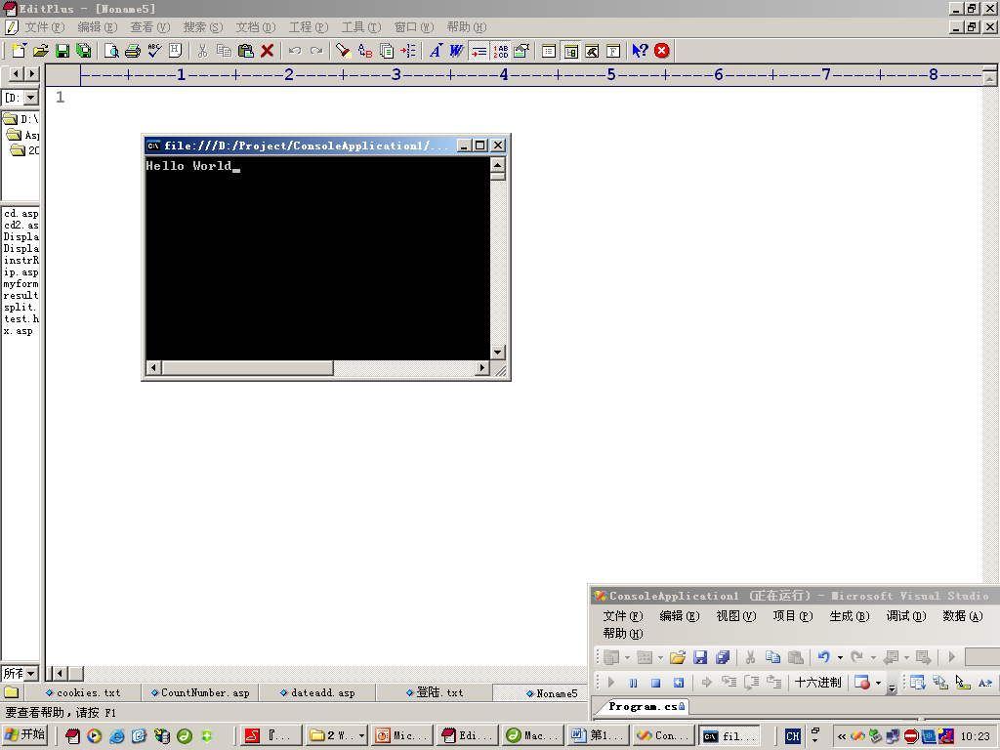 EditPlus - [Noname5]
文件(F) 编辑(E) 查看(V) 搜索(S) 文档(D) 工程(P) 工具(T) 窗口(W) 帮助(H)
----+----1----+----2----+----3----+----4----+----5----+----6----+----7----+----8----
[D:
1
D:\
Asp
20
file:///D:/Project/ConsoleApplication1/...
Hello World_
cd.asp
cd2.as
Displa
Displa
instrR
ip.asp
myform
result
split.
test.h
x.asp
ConsoleApplication1 (正在运行) - Microsoft Visual Studio
文件(F) 编辑(E) 视图(V) 项目(P) 生成(B) 调试(D) 数据(A)
帮助(H)
十六进制
Program.cs
所有
cookies.txt CountNumber.asp dateadd.asp 登陆.txt Noname5
要查看帮助,请按 F1
开始 『... 2 W... Mic... Edi... Mac... 第1... Con... fil... CH « 10:23